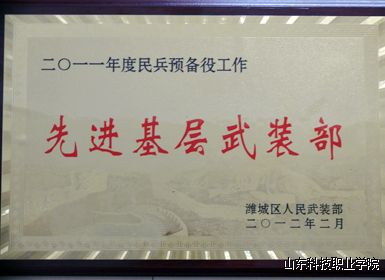 二〇一一年度民兵预备役工作
先进基层武装部
潍城区人民武装部
二〇一二年二月
山东科技职业学院